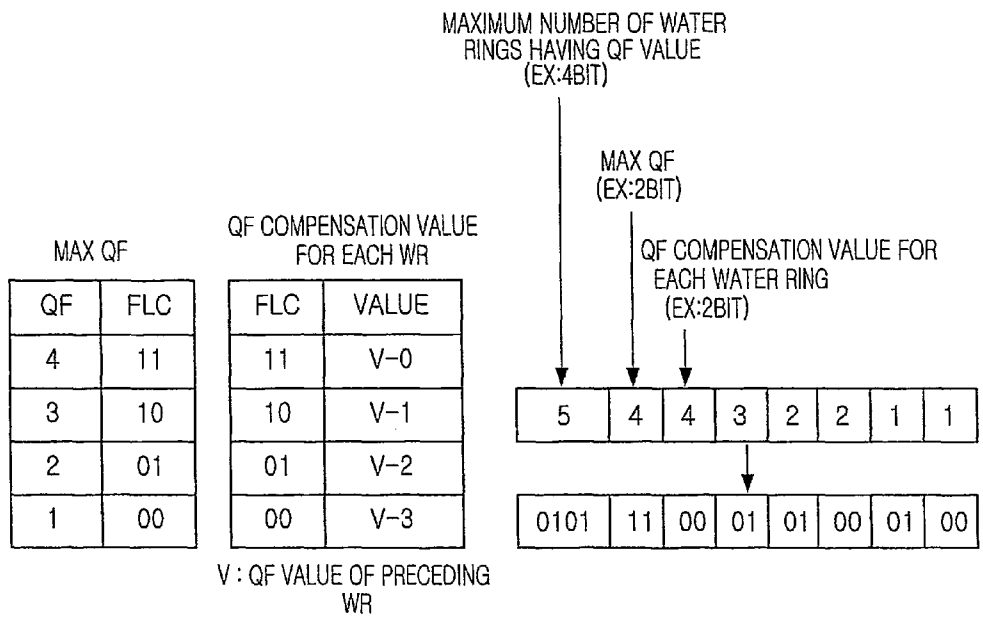 MAXIMUM NUMBER OF WATER
RINGS HAVING QF VALUE
(EX:4BIT)
MAX QF
(EX:2BIT)
QF COMPENSATION VALUE FOR
EACH WATER RING
(EX:2BIT)
MAX QF
QF FLC
4 11
3 10
2 01
1 00
QF COMPENSATION VALUE
FOR EACH WR
FLC VALUE
11 V-0
10 V-1
01 V-2
00 V-3
V : QF VALUE OF PRECEDING
WR
5 4 4 3 2 2 1 1
0101 11 00 01 01 00 01 00